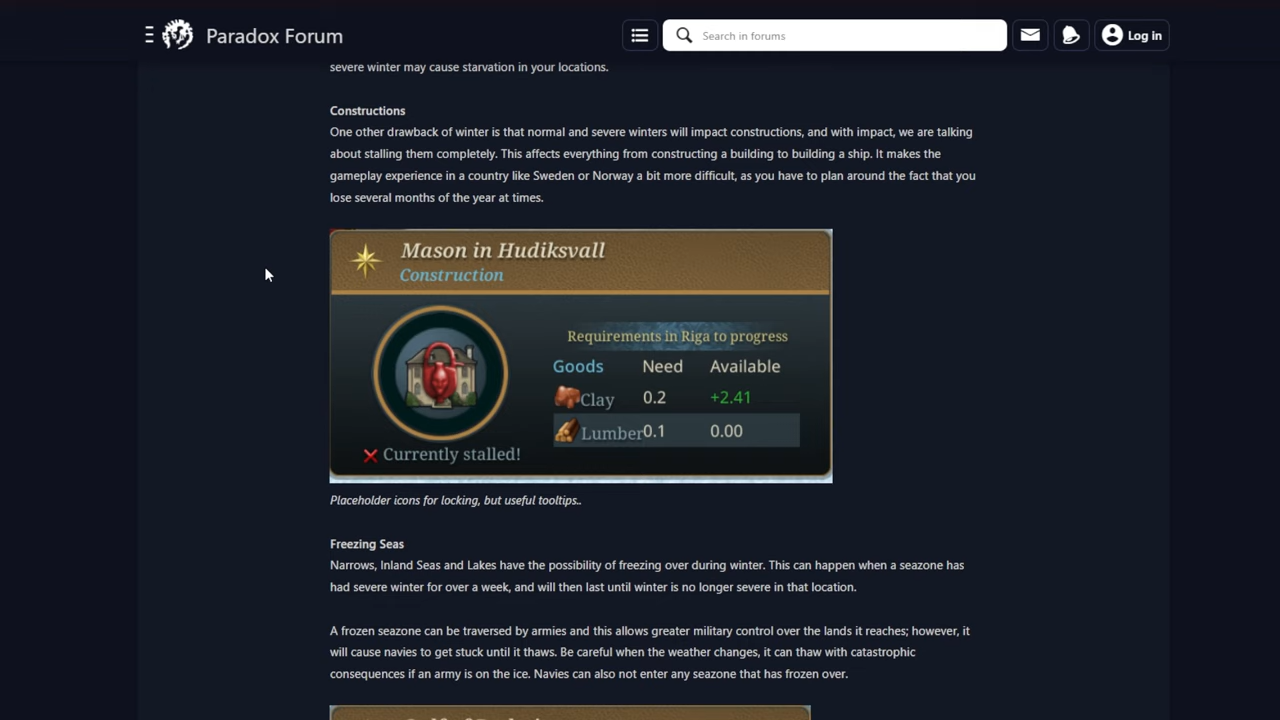 Paradox Forum
Search in forums
Log in
severe winter may cause starvation in your locations.
Constructions
One other drawback of winter is that normal and severe winters will impact constructions, and with impact, we are talking
about stalling them completely. This affects everything from constructing a building to building a ship. It makes the
gameplay experience in a country like Sweden or Norway a bit more difficult, as you have to plan around the fact that you
lose several months of the year at times.
Mason in Hudiksvall
Construction
Requirements in Riga to progress
Goods Need Available
Clay 0.2 +2.41
Lumber 0.1 0.00
Currently stalled!
Placeholder icons for locking, but useful tooltips..
Freezing Seas
Narrows, Inland Seas and Lakes have the possibility of freezing over during winter. This can happen when a seazone has
had severe winter for over a week, and will then last until winter is no longer severe in that location.
A frozen seazone can be traversed by armies and this allows greater military control over the lands it reaches; however, it
will cause navies to get stuck until it thaws. Be careful when the weather changes, it can thaw with catastrophic
consequences if an army is on the ice. Navies can also not enter any seazone that has frozen over.